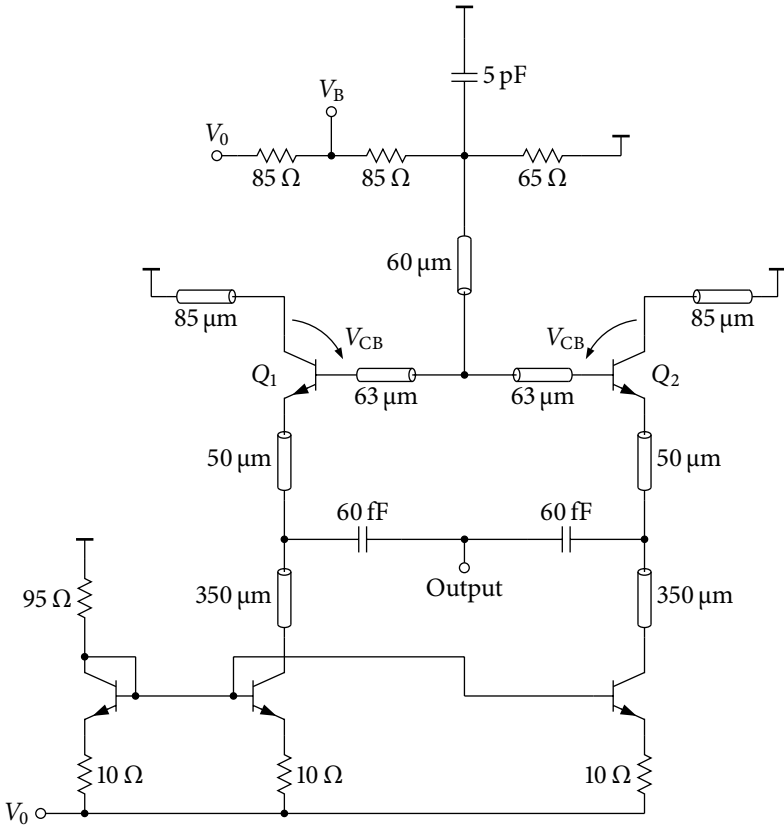 5 pF
V_B
V_0
85 Ω
85 Ω
65 Ω
60 µm
85 µm
85 µm
V_CB
V_CB
Q_1
Q_2
63 µm
63 µm
50 µm
50 µm
60 fF
60 fF
Output
95 Ω
350 µm
350 µm
10 Ω
10 Ω
10 Ω
V_0